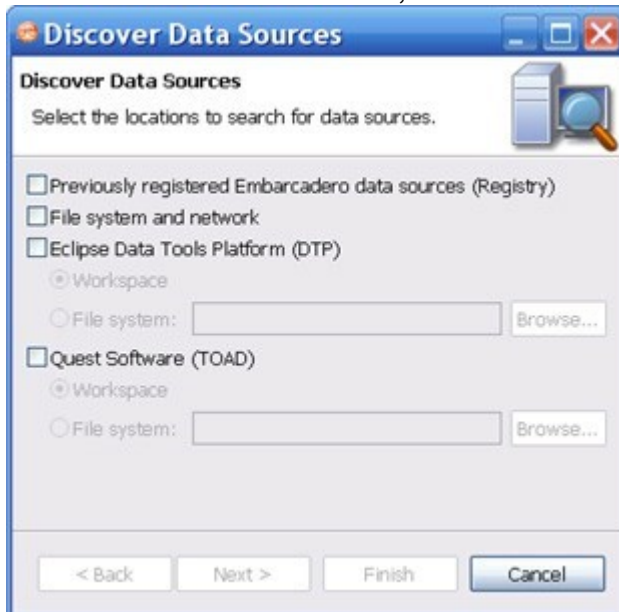 Discover Data Sources
Discover Data Sources
Select the locations to search for data sources.
Previously registered Embarcadero data sources (Registry)
File system and network
Eclipse Data Tools Platform (DTP)
Workspace
File system: Browse...
Quest Software (TOAD)
Workspace
File system: Browse...
< Back Next > Finish Cancel